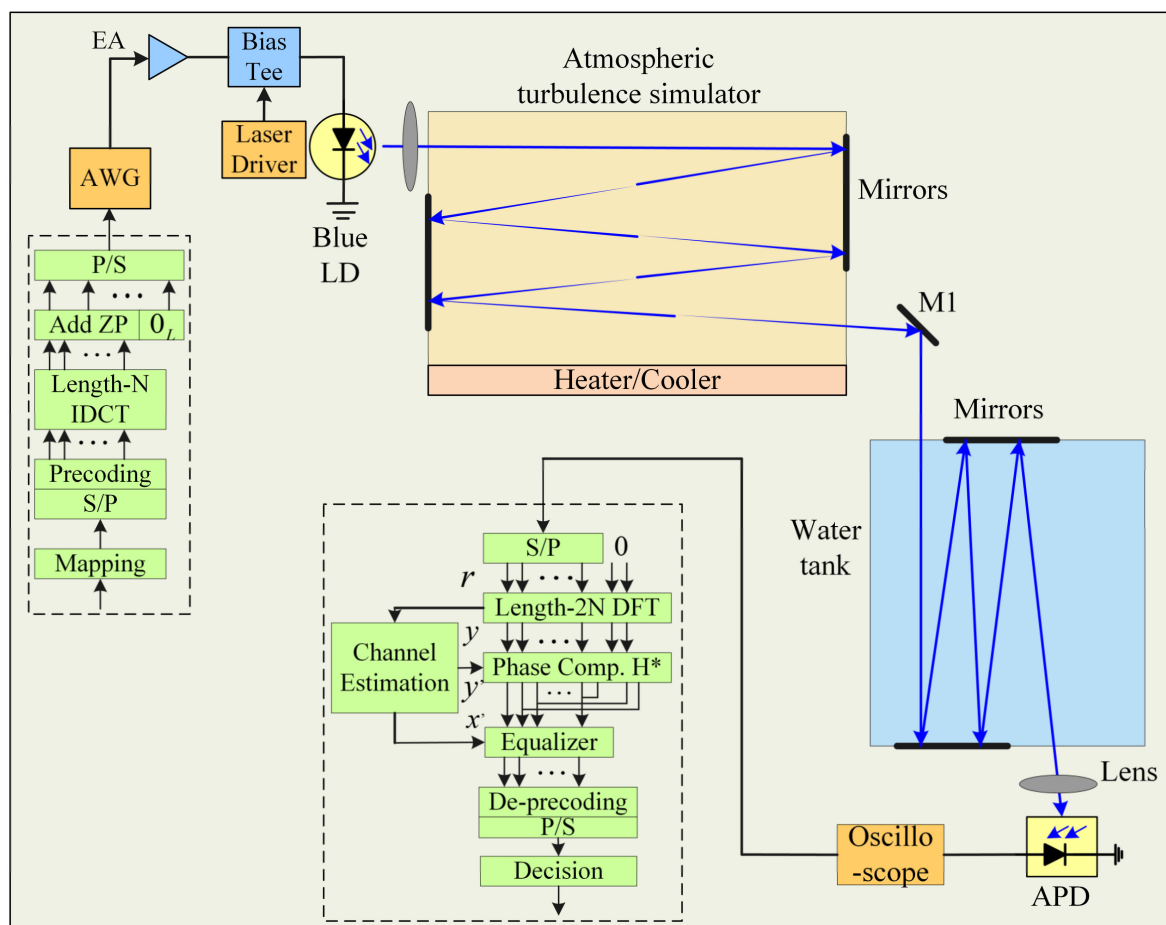 EA
Bias
Tee
Laser
Driver
AWG
Blue
LD
Atmospheric
turbulence simulator
Mirrors
Heater/Cooler
M1
P/S
...
Add ZP
0L
...
Length-N
IDCT
...
Precoding
S/P
Mapping
Mirrors
Water
tank
Lens
APD
Oscillo
-scope
S/P
0
r
...
Length-2N DFT
y
...
Channel
Estimation
Phase Comp. H*
y'
...
x'
Equalizer
...
De-precoding
P/S
Decision